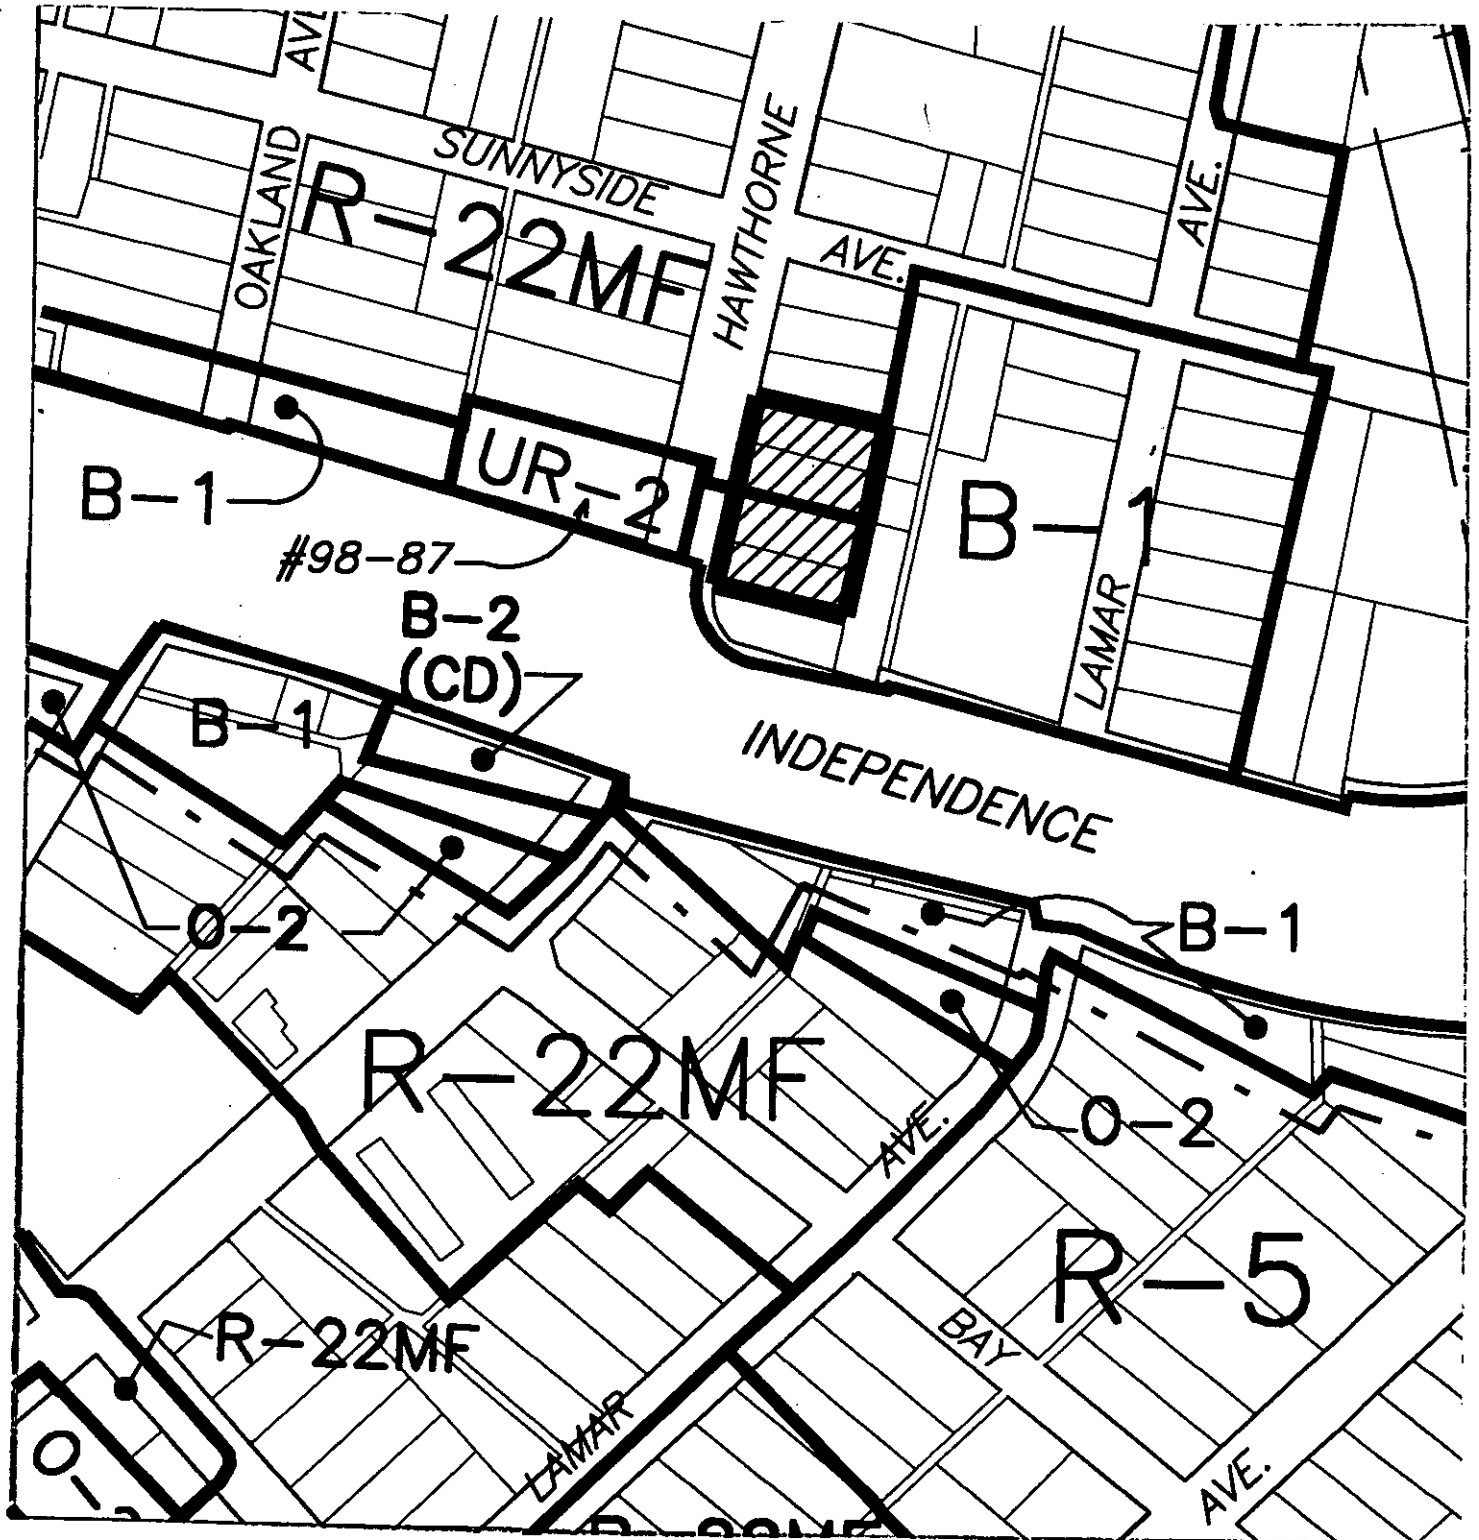 AVE
SUNNYSIDE
AVE.
OAKLAND
HAWTHORNE
AVE.
R-22MF
UR-2
B-1
#98-87
B-1
LAMAR
B-2
(CD)
B-1
INDEPENDENCE
O-2
B-1
R-22MF
AVE.
O-2
R-5
BAY
R-22MF
LAMAR
AVE.